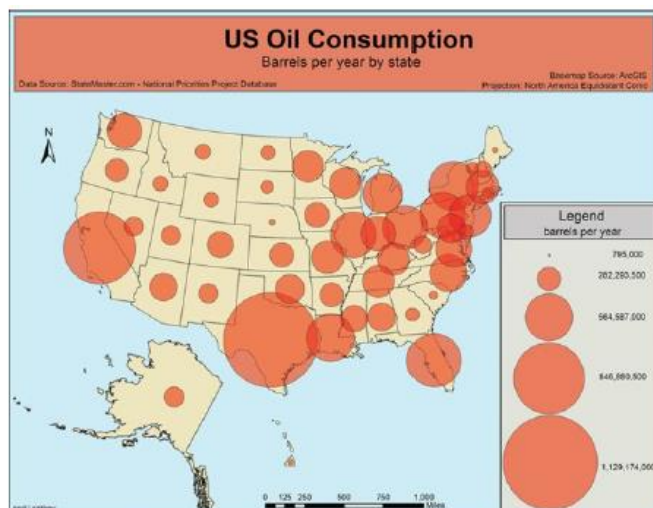 US Oil Consumption
Barrels per year by state
Data Source: StateMaster.com - National Priorities Project Database
Basemap Source: ArcGIS
Projection: North America Equidistant Conid
N
Legend
barrels per year
795,000
282,293,500
564,587,000
846,880,500
1,129,174,000
0 125 250 500 750 1,000
Miles